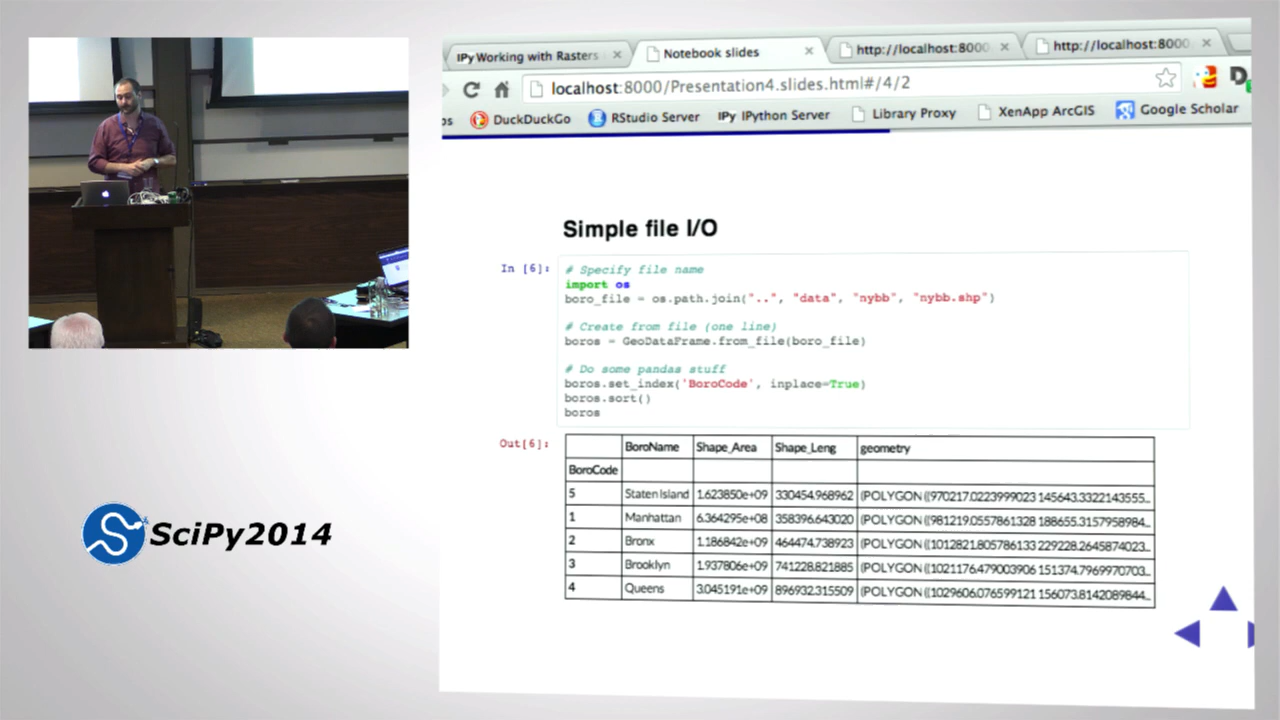 IPy Working with Rasters
Notebook slides
http://localhost:8000
http://localhost:8000
localhost:8000/Presentation4.slides.html#/4/2
DuckDuckGo
RStudio Server
IPy IPython Server
Library Proxy
XenApp ArcGIS
Google Scholar
Simple file I/O
In [6]:
# Specify file name
import os
boro_file = os.path.join("..", "data", "nybb", "nybb.shp")
# Create from file (one line)
boros = GeoDataFrame.from_file(boro_file)
# Do some pandas stuff
boros.set_index('BoroCode', inplace=True)
boros.sort()
boros
Out[6]:
BoroName Shape_Area Shape_Leng geometry
BoroCode
5 Staten Island 1.623850e+09 330454.968962 (POLYGON ((970217.0223999023 145643.3322143555...
1 Manhattan 6.364295e+08 358396.643020 (POLYGON ((981219.0557861328 188655.3157958984...
2 Bronx 1.186842e+09 464474.738923 (POLYGON ((1012821.805786133 229228.2645874023...
3 Brooklyn 1.937806e+09 741228.821885 (POLYGON ((1021176.479003906 151374.7969970703...
4 Queens 3.045191e+09 896932.315509 (POLYGON ((1029606.076599121 156073.8142089844...
SciPy2014